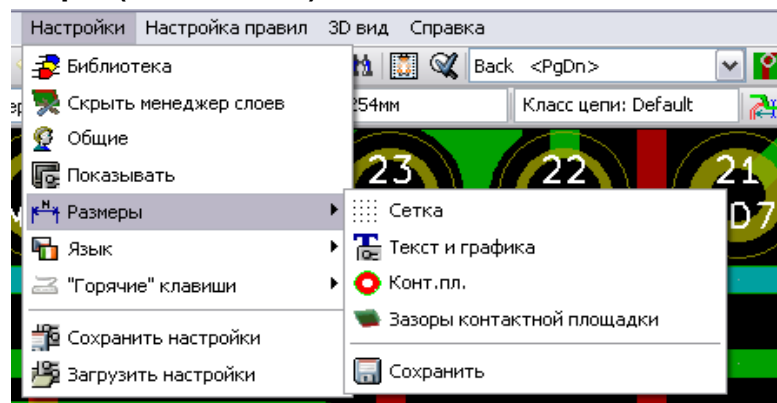 Настройки Настройка правил 3D вид Справка
Библиотека
Back <PgDn>
Скрыть менеджер слоев
254мм
Класс цепи: Default
Общие
Показывать
23
22
21
Размеры
Сетка
D7
Язык
Текст и графика
"Горячие" клавиши
Конт.пл.
Зазоры контактной площадки
Сохранить настройки
Загрузить настройки
Сохранить